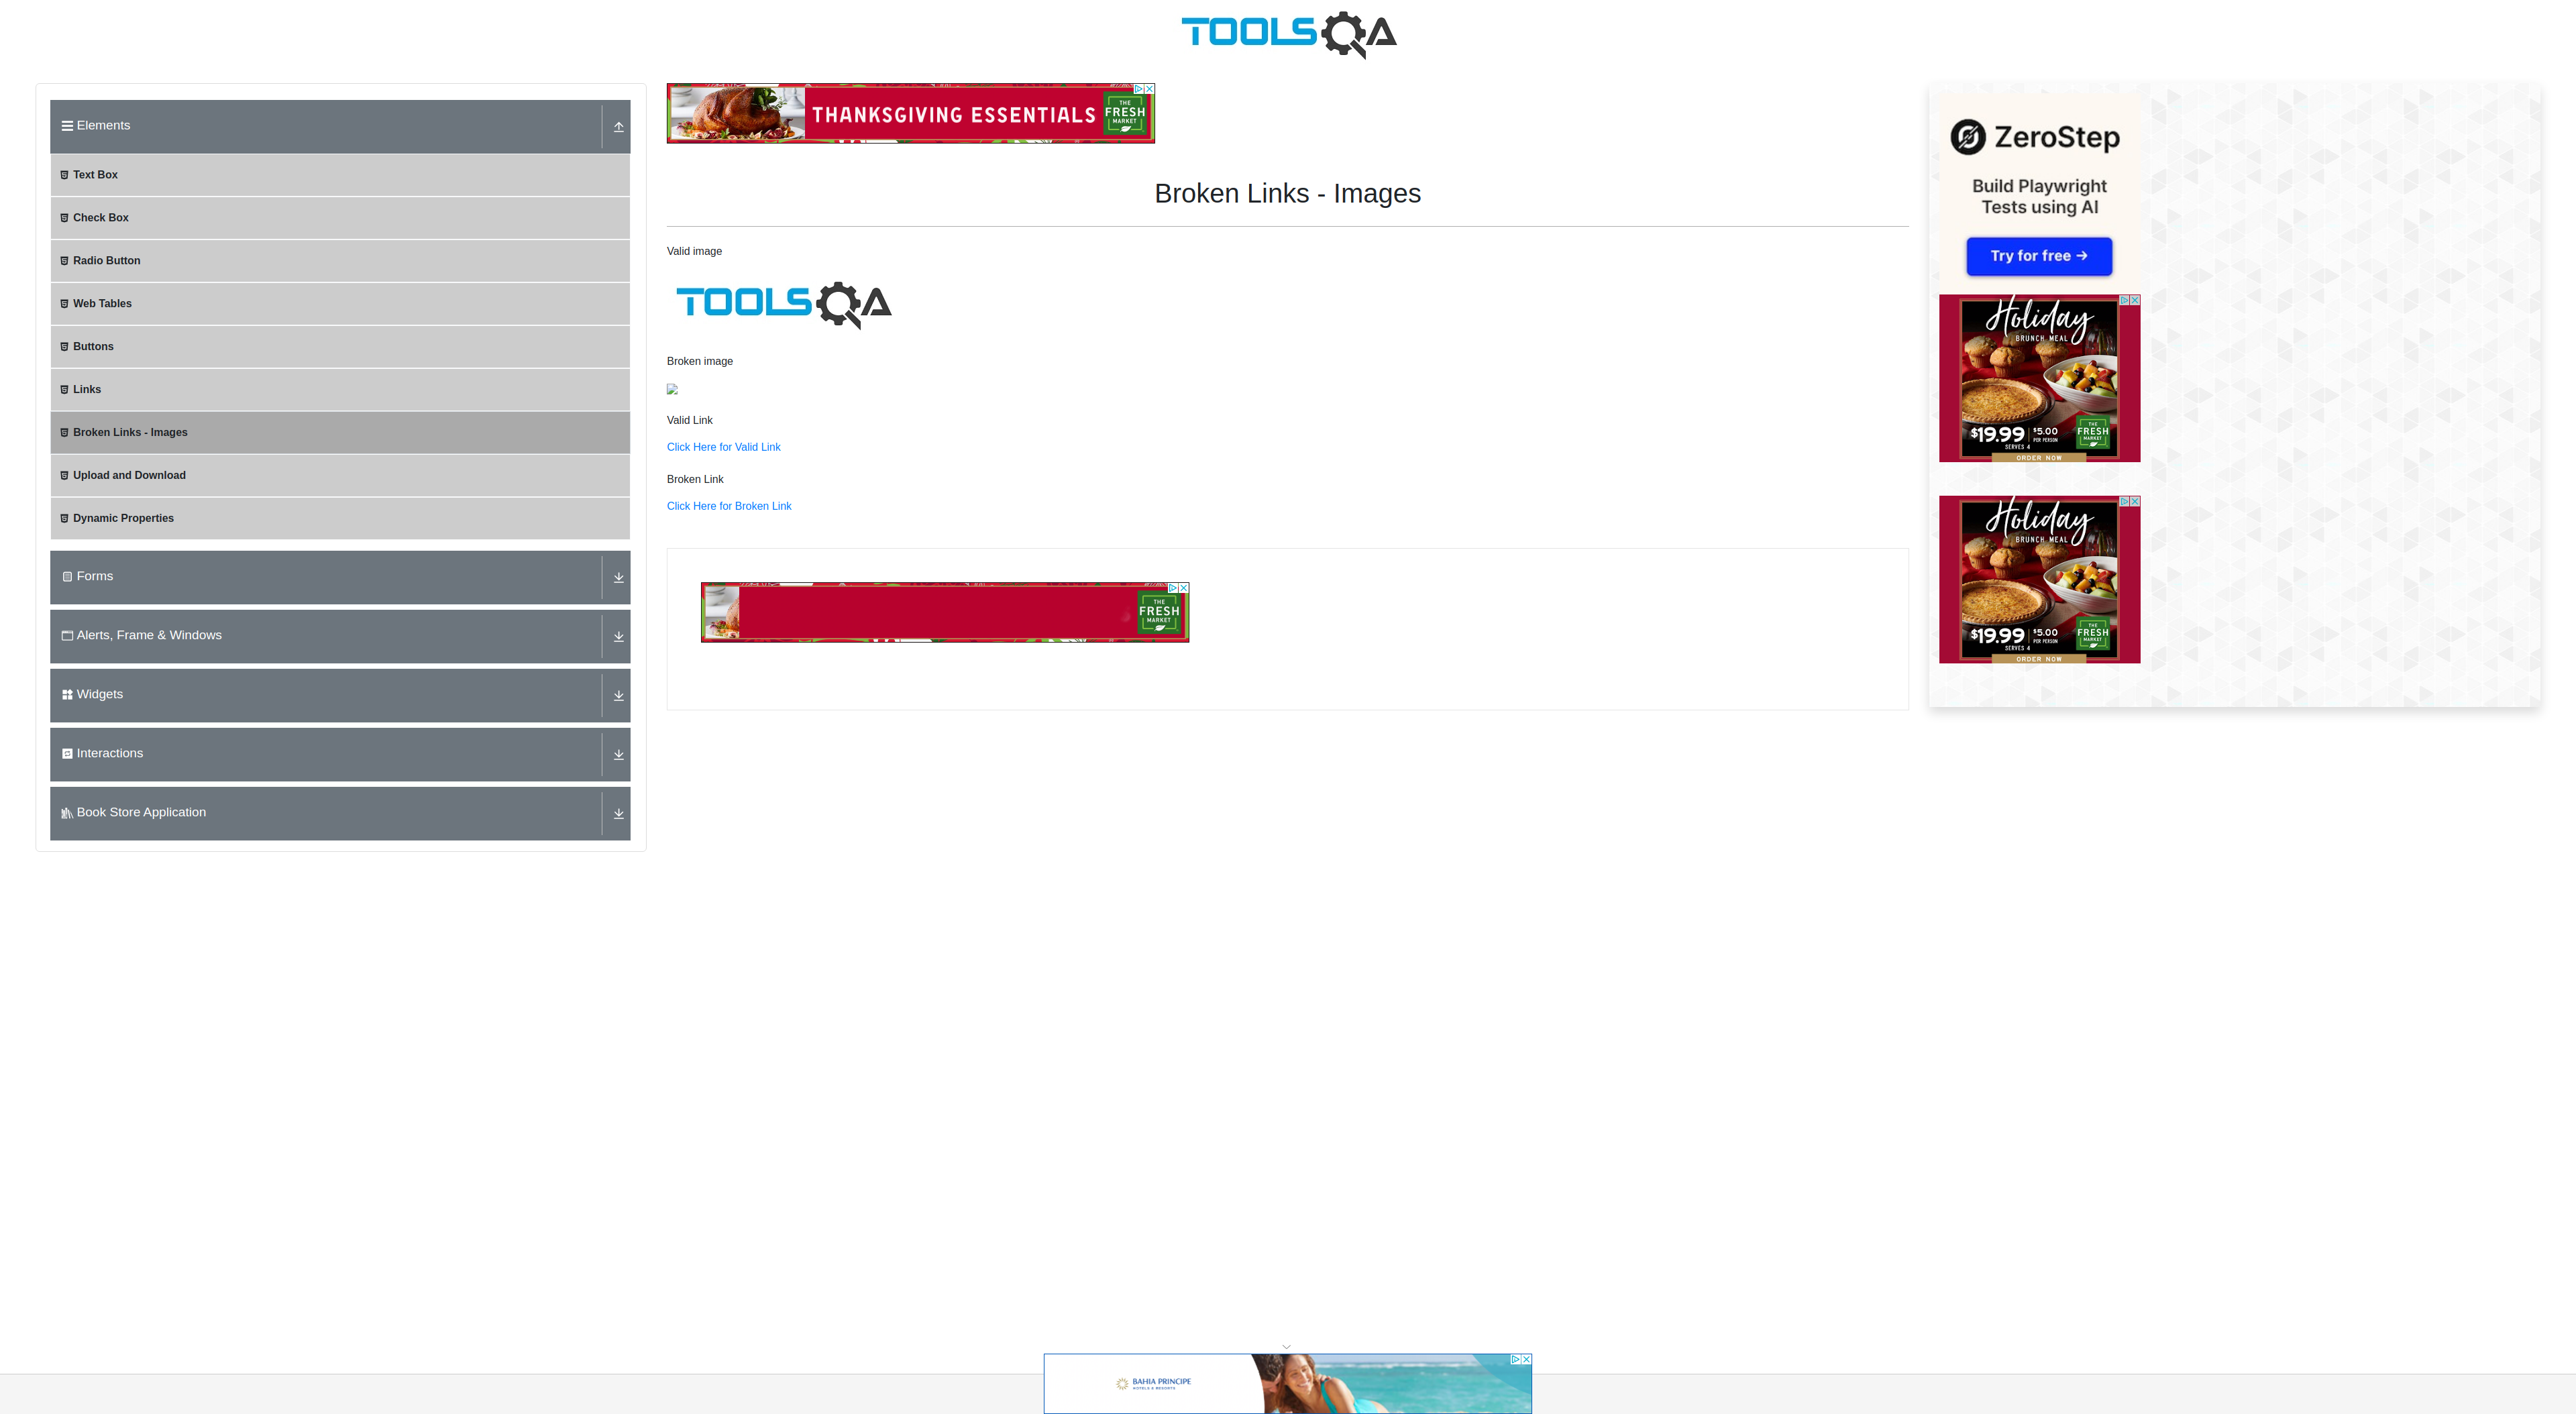 TOOLSQA
Elements
Text Box
Check Box
Radio Button
Web Tables
Buttons
Links
Broken Links - Images
Upload and Download
Dynamic Properties
Forms
Alerts, Frame & Windows
Widgets
Interactions
Book Store Application
THANKSGIVING ESSENTIALS
THE
FRESH
MARKET
Broken Links - Images
Valid image
TOOLSQA
Broken image
Valid Link
Click Here for Valid Link
Broken Link
Click Here for Broken Link
THE
FRESH
MARKET
ZeroStep
Build Playwright
Tests using AI
Try for free →
Holiday
BRUNCH MEAL
$19.99 $5.00
PER PERSON
SERVES 4
THE
FRESH
MARKET
ORDER NOW
Holiday
BRUNCH MEAL
$19.99 $5.00
PER PERSON
SERVES 4
THE
FRESH
MARKET
ORDER NOW
BAHIA PRINCIPE
HOTELS & RESORTS